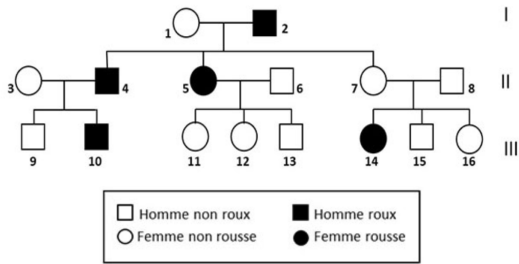 I
1 2
3 4 5 6 7 8 II
9 10 11 12 13 14 15 16 III
Homme non roux Homme roux
Femme non rousse Femme rousse